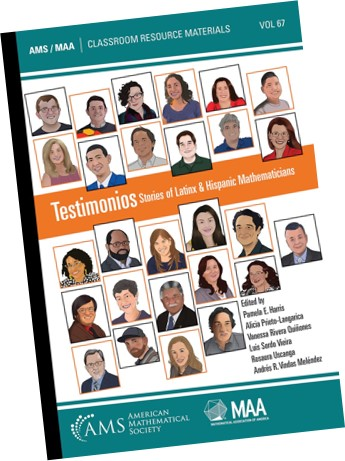 AMS / MAA | CLASSROOM RESOURCE MATERIALS VOL 67
Testimonios Stories of Latinx & Hispanic Mathematicians
Edited by
Pamela E. Harris
Alicia Prieto-Langarica
Vanessa Rivera Quiñones
Luis Sordo Vieira
Rosaura Uscanga
Andrés R. Vindas Meléndez
AMS AMERICAN
MATHEMATICAL
SOCIETY
MAA
MATHEMATICAL ASSOCIATION OF AMERICA